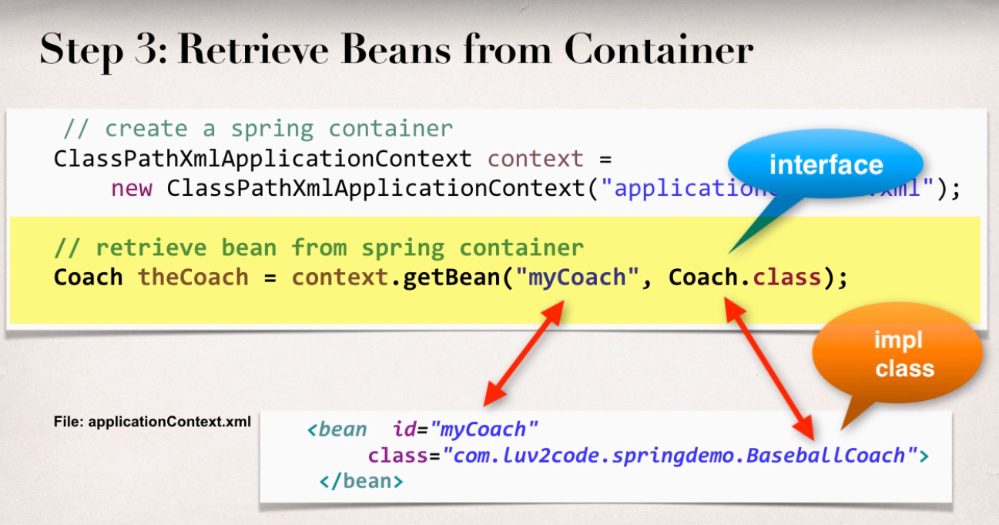 Step 3: Retrieve Beans from Container
// create a spring container
ClassPathXmlApplicationContext context =
new ClassPathXmlApplicationContext("application .xml");
interface
// retrieve bean from spring container
Coach theCoach = context.getBean("myCoach", Coach.class);
impl
class
File: applicationContext.xml
<bean id="myCoach"
class="com.luv2code.springdemo.BaseballCoach">
</bean>